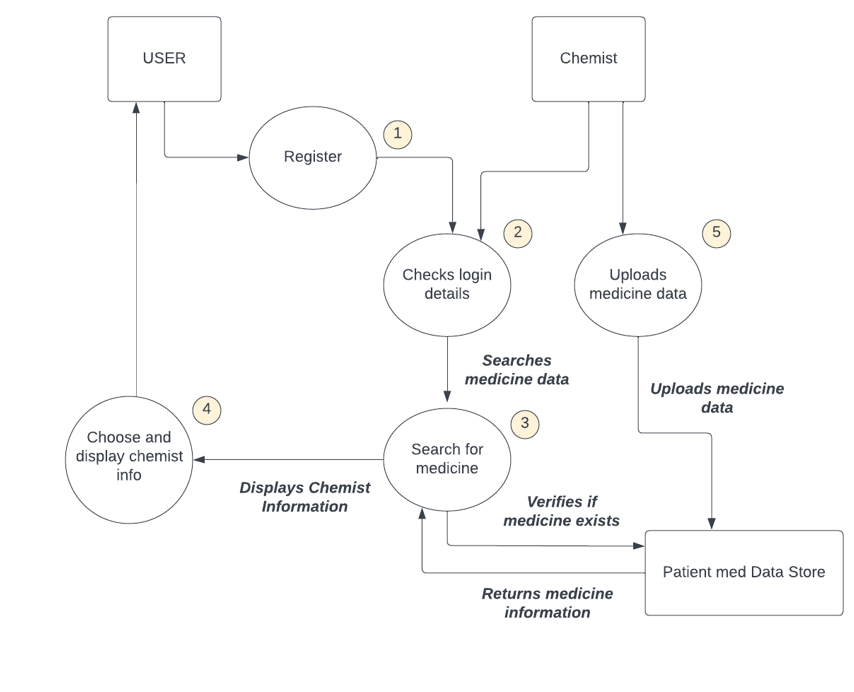 USER
Chemist
Register
1
Checks login
details
2
Uploads
medicine data
5
Searches
medicine data
Uploads medicine
data
Choose and
display chemist
info
4
Search for
medicine
3
Displays Chemist
Information
Verifies if
medicine exists
Patient med Data Store
Returns medicine
information